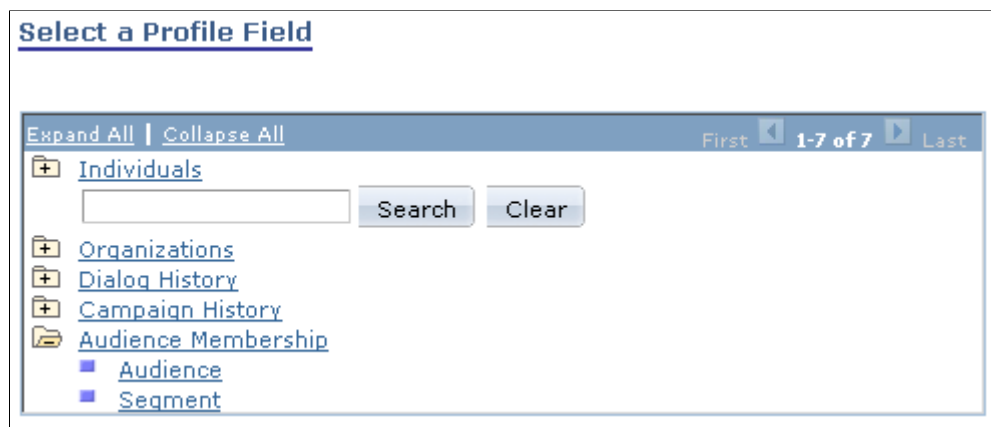 Select a Profile Field
Expand All | Collapse All First 1-7 of 7 Last
Individuals
Search Clear
Organizations
Dialog History
Campaign History
Audience Membership
Audience
Segment